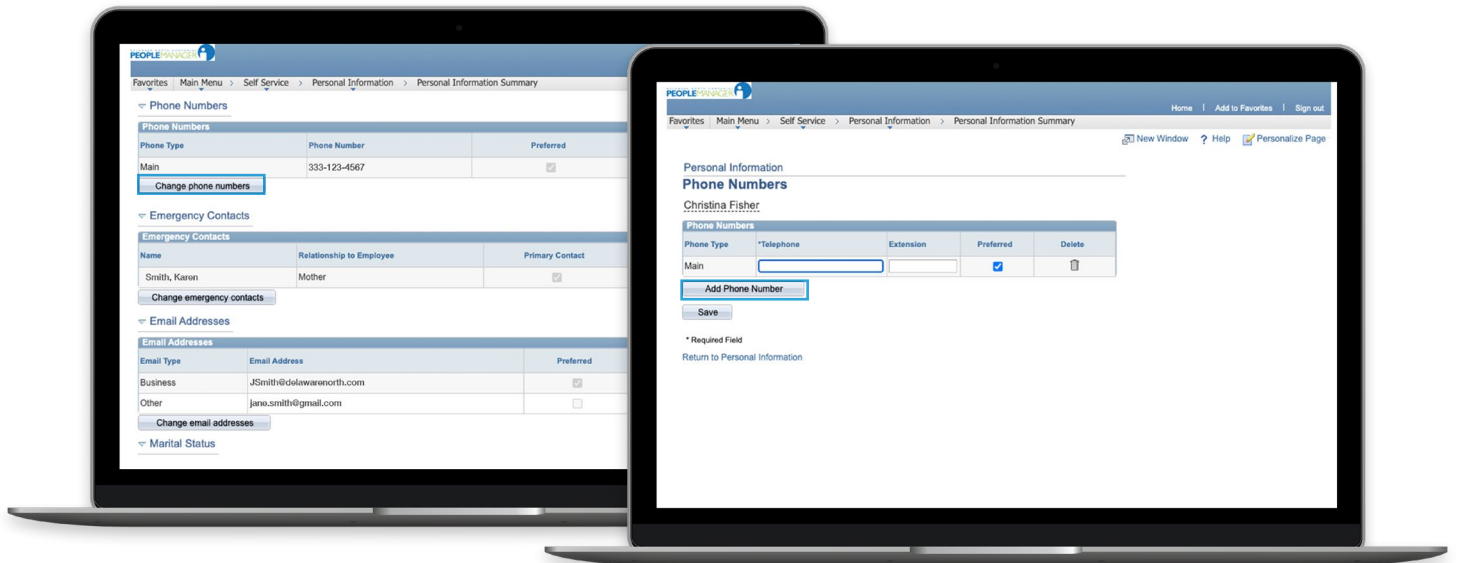 PEOPLEMANAGER
Favorites Main Menu > Self Service > Personal Information > Personal Information Summary
Phone Numbers
Phone Numbers
Phone Type Phone Number Preferred
Main 333-123-4567
Change phone numbers
Emergency Contacts
Emergency Contacts
Name Relationship to Employee Primary Contact
Smith, Karen Mother
Change emergency contacts
Email Addresses
Email Addresses
Email Type Email Address Preferred
Business JSmith@delawarenorth.com
Other jane.smith@gmail.com
Change email addresses
Marital Status
PEOPLEMANAGER
Home | Add to Favorites | Sign out
Favorites Main Menu > Self Service > Personal Information > Personal Information Summary
New Window ? Help Personalize Page
Personal Information
Phone Numbers
Christina Fisher
Phone Numbers
Phone Type *Telephone Extension Preferred Delete
Main
Add Phone Number
Save
* Required Field
Return to Personal Information